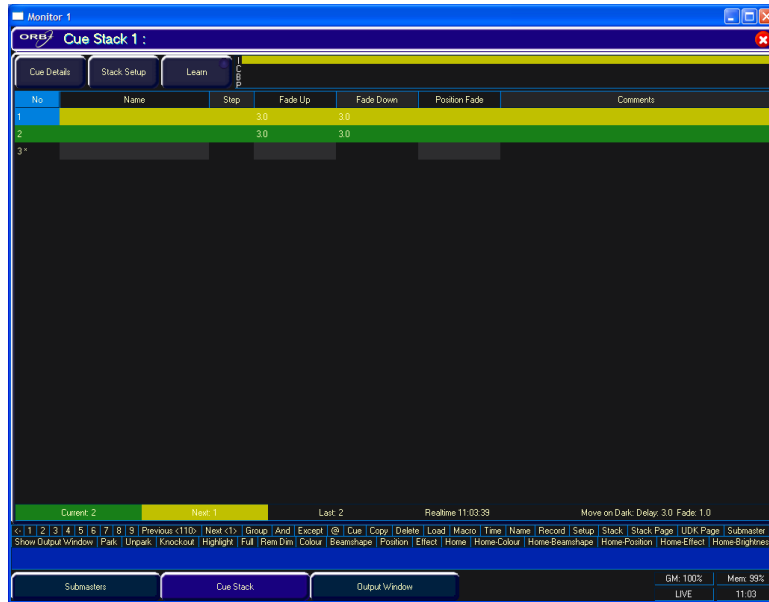 Monitor 1
ORB Cue Stack 1 :
Cue Details Stack Setup Learn
I
C
B
P
No Name Step Fade Up Fade Down Position Fade Comments
1 3.0 3.0
2 3.0 3.0
3 *
Current: 2 Next: 1 Last: 2 Realtime 11:03:39 Move on Dark: Delay: 3.0 Fade: 1.0
<- 1 2 3 4 5 6 7 8 9 Previous <110> Next <1> Group And Except @ Cue Copy Delete Load Macro Time Name Record Setup Stack Stack Page UDK Page Submaster
Show Output Window Park Unpark Knockout Highlight Full Rem Dim Colour Beamshape Position Effect Home Home-Colour Home-Beamshape Home-Position Home-Effect Home-Brightnes
Submasters Cue Stack Output Window GM: 100% Mem: 99%
LIVE 11:03